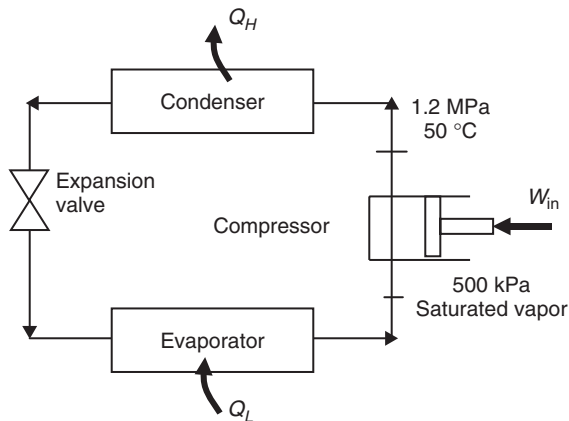 Q_H
Condenser
1.2 MPa
50 °C
Expansion
valve
Compressor
W_in
500 kPa
Saturated vapor
Evaporator
Q_L